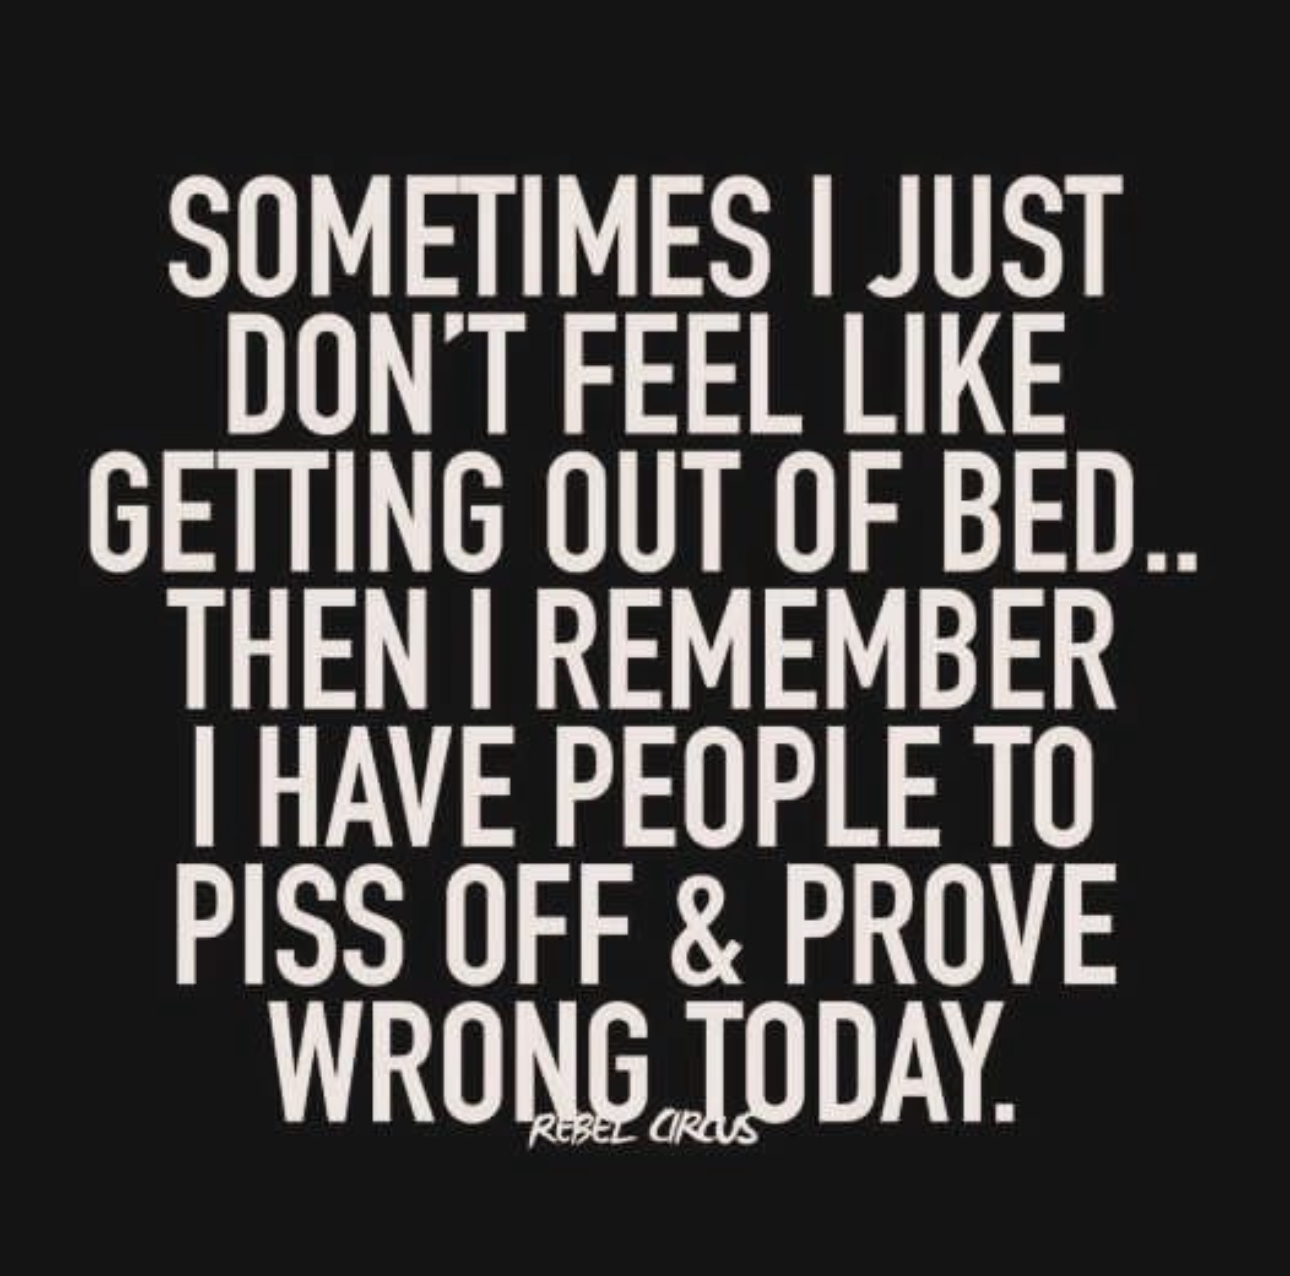 SOMETIMES I JUST
DON'T FEEL LIKE
GETTING OUT OF BED..
THEN I REMEMBER
I HAVE PEOPLE TO
PISS OFF & PROVE
WRONG TODAY.
REBEL CIRCUS